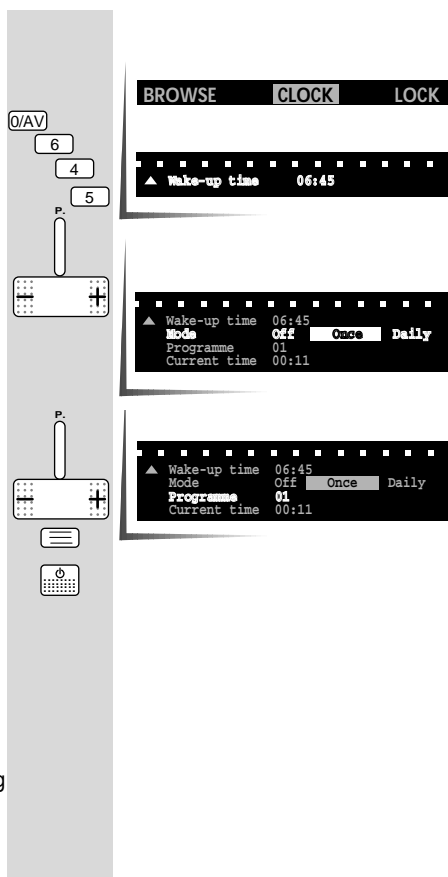 BROWSE CLOCK LOCK
0/AV
6
4
5
▲ Wake-up time 06:45
P.
− +
▲ Wake-up time 06:45
Mode Off Once Daily
Programme 01
Current time 00:11
P.
− +
▲ Wake-up time 06:45
Mode Off Once Daily
Programme 01
Current time 00:11
g